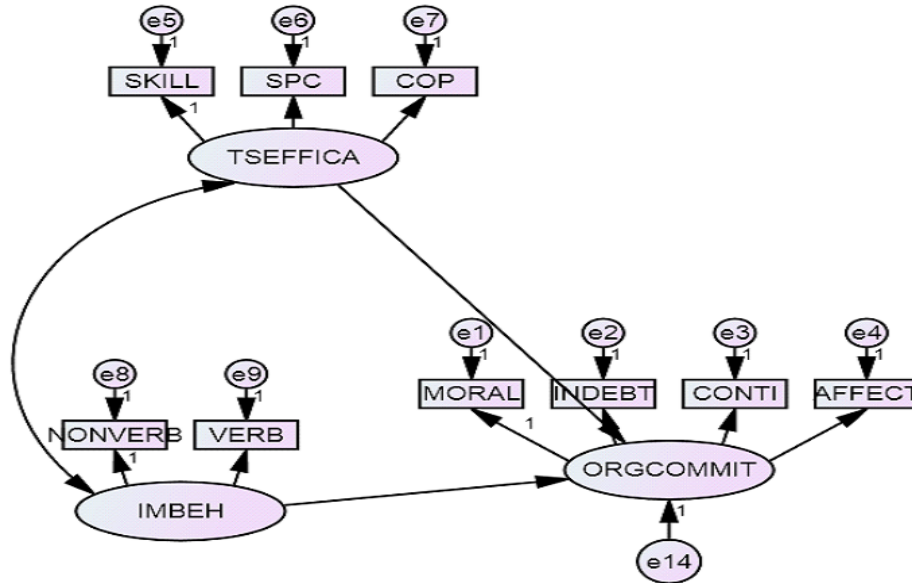 e5 e6 e7
1 1 1
SKILL SPC COP
1
TSEFFICA
e1 e2 e3 e4
1 1 1 1
e8 e9
1 1
MORAL INDEBT CONTI AFFECT
1
NONVERB VERB
1
ORGCOMMIT
IMBEH
1
e14